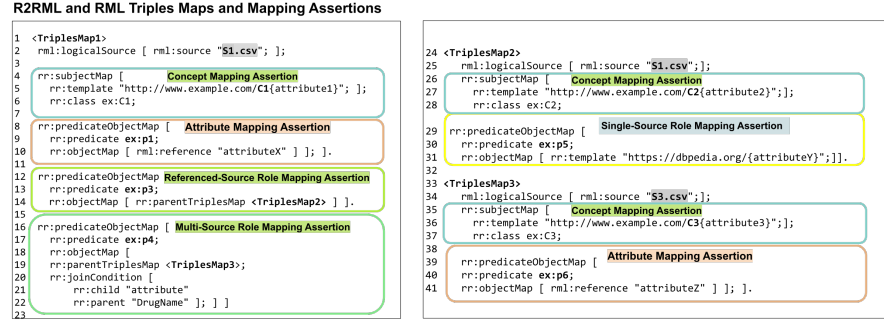 R2RML and RML Triples Maps and Mapping Assertions
1 <TriplesMap1>
2 rml:logicalSource [ rml:source "S1.csv"; ];
3
4 rr:subjectMap [ Concept Mapping Assertion
5 rr:template "http://www.example.com/C1{attribute1}"; ];
6 rr:class ex:C1;
7
8 rr:predicateObjectMap [ Attribute Mapping Assertion
9 rr:predicate ex:p1;
10 rr:objectMap [ rml:reference "attributeX" ] ]; ].
11
12 rr:predicateObjectMap Referenced-Source Role Mapping Assertion
13 rr:predicate ex:p3;
14 rr:objectMap [ rr:parentTriplesMap <TriplesMap2> ] ].
15
16 rr:predicateObjectMap [ Multi-Source Role Mapping Assertion
17 rr:predicate ex:p4;
18 rr:objectMap [
19 rr:parentTriplesMap <TriplesMap3>;
20 rr:joinCondition [
21 rr:child "attribute"
22 rr:parent "DrugName" ]; ] ]
23
24 <TriplesMap2>
25 rml:logicalSource [ rml:source "S1.csv";];
26 rr:subjectMap [ Concept Mapping Assertion
27 rr:template "http://www.example.com/C2{attribute2}";];
28 rr:class ex:C2;
29 rr:predicateObjectMap [ Single-Source Role Mapping Assertion
30 rr:predicate ex:p5;
31 rr:objectMap [ rr:template "https://dbpedia.org/{attributeY}";]].
32
33 <TriplesMap3>
34 rml:logicalSource [ rml:source "S3.csv";];
35 rr:subjectMap [ Concept Mapping Assertion
36 rr:template "http://www.example.com/C3{attribute3}";];
37 rr:class ex:C3;
38
39 rr:predicateObjectMap [ Attribute Mapping Assertion
40 rr:predicate ex:p6;
41 rr:objectMap [ rml:reference "attributeZ" ] ]; ].